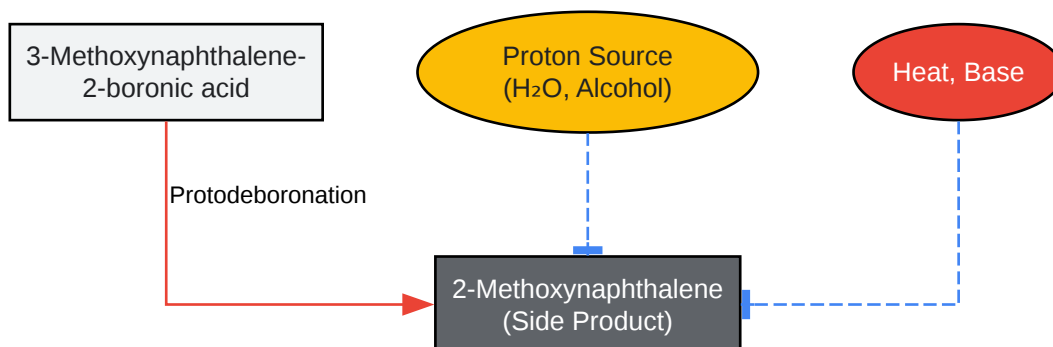 3-Methoxynaphthalene-
2-boronic acid
Proton Source
(H₂O, Alcohol)
Heat, Base
Protodeboronation
2-Methoxynaphthalene
(Side Product)